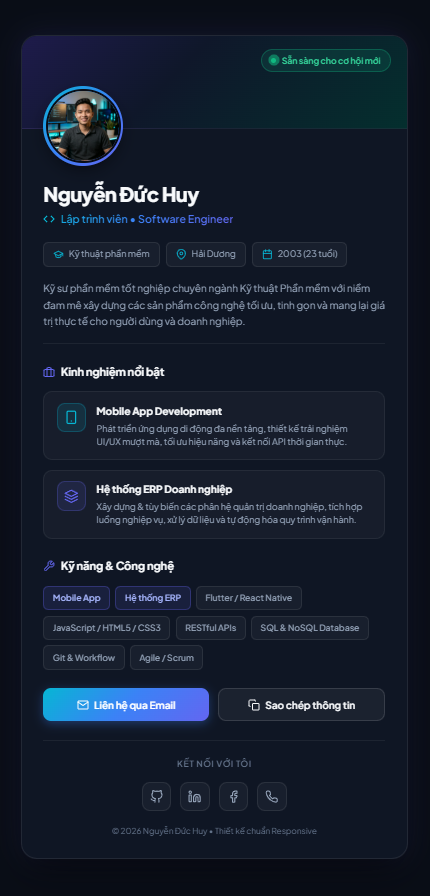 Sẵn sàng cho cơ hội mới
Nguyễn Đức Huy
Lập trình viên • Software Engineer
Kỹ thuật phần mềm
Hải Dương
2003 (23 tuổi)
Kỹ sư phần mềm tốt nghiệp chuyên ngành Kỹ thuật Phần mềm với niềm
đam mê xây dựng các sản phẩm công nghệ tối ưu, tinh gọn và mang lại giá
trị thực tế cho người dùng và doanh nghiệp.
Kinh nghiệm nổi bật
Mobile App Development
Phát triển ứng dụng di động đa nền tảng, thiết kế trải nghiệm
UI/UX mượt mà, tối ưu hiệu năng và kết nối API thời gian thực.
Hệ thống ERP Doanh nghiệp
Xây dựng & tùy biến các phân hệ quản trị doanh nghiệp, tích hợp
luồng nghiệp vụ, xử lý dữ liệu và tự động hóa quy trình vận hành.
Kỹ năng & Công nghệ
Mobile App
Hệ thống ERP
Flutter / React Native
JavaScript / HTML5 / CSS3
RESTful APIs
SQL & NoSQL Database
Git & Workflow
Agile / Scrum
Liên hệ qua Email
Sao chép thông tin
KẾT NỐI VỚI TÔI
© 2026 Nguyễn Đức Huy • Thiết kế chuẩn Responsive